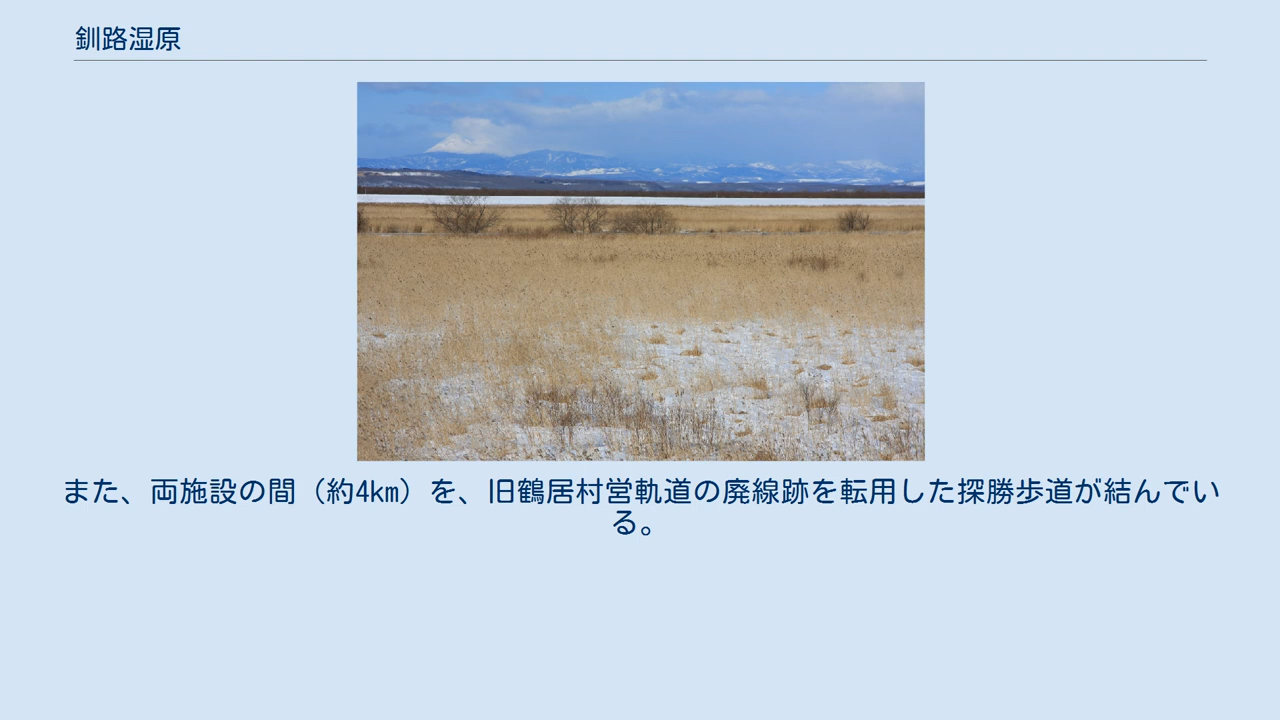 釧路湿原
また、両施設の間（約4km）を、旧鶴居村営軌道の廃線跡を転用した探勝歩道が結んでい
る。